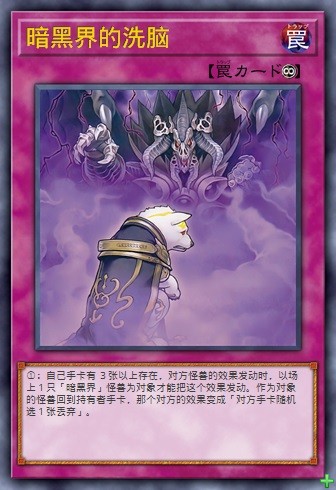 暗黑界的洗脑
罠
トラップ
【罠カード】
①：自己手卡有3张以上存在，对方怪兽的效果发动时，以场
上1只「暗黑界」怪兽为对象才能把这个效果发动。作为对象
的怪兽回到持有者手卡，那个对方的效果变成「对方手卡随机
选1张丢弃」。